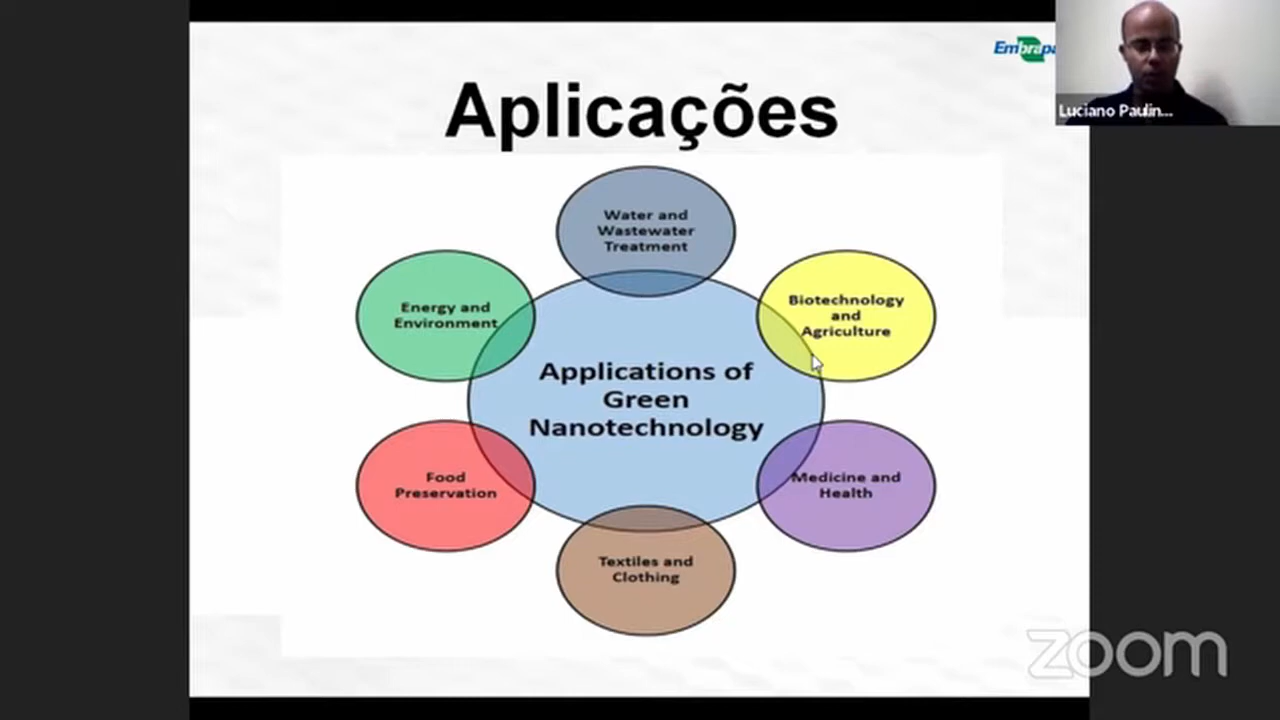 Embrapa
Aplicações
Luciano Paulin...
Water and
Wastewater
Treatment
Energy and
Environment
Biotechnology
and
Agriculture
Applications of
Green
Nanotechnology
Food
Preservation
Medicine and
Health
Textiles and
Clothing
zoom